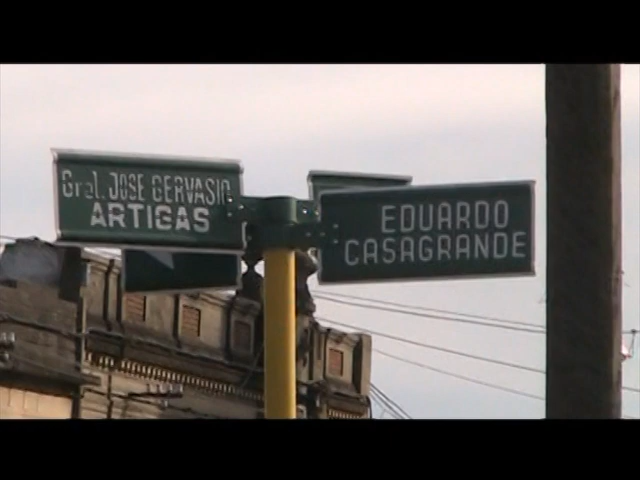 Gral. JOSE GERVASIO
ARTIGAS
EDUARDO
CASAGRANDE